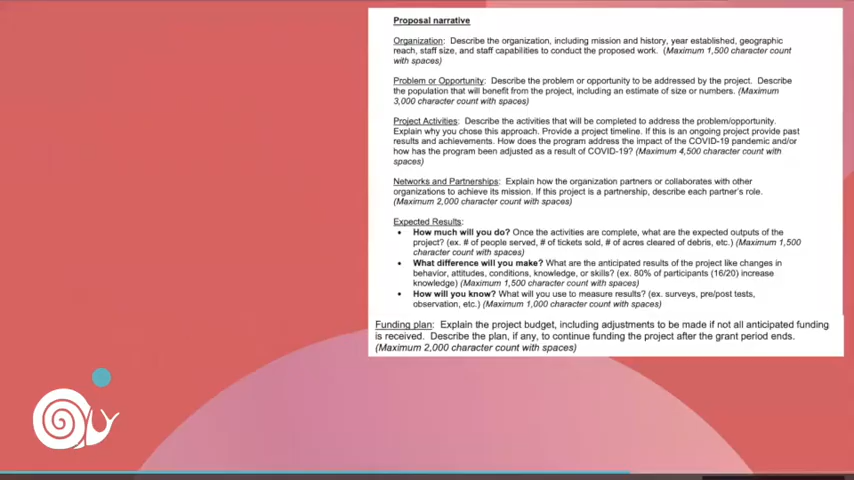 Proposal narrative
Organization: Describe the organization, including mission and history, year established, geographic
reach, staff size, and staff capabilities to conduct the proposed work. (Maximum 1,500 character count
with spaces)
Problem or Opportunity: Describe the problem or opportunity to be addressed by the project. Describe
the population that will benefit from the project, including an estimate of size or numbers. (Maximum
3,000 character count with spaces)
Project Activities: Describe the activities that will be completed to address the problem/opportunity.
Explain why you chose this approach. Provide a project timeline. If this is an ongoing project provide past
results and achievements. How does the program address the impact of the COVID-19 pandemic and/or
how has the program been adjusted as a result of COVID-19? (Maximum 4,500 character count with
spaces)
Networks and Partnerships: Explain how the organization partners or collaborates with other
organizations to achieve its mission. If this project is a partnership, describe each partner's role.
(Maximum 2,000 character count with spaces)
Expected Results:
• How much will you do? Once the activities are complete, what are the expected outputs of the
project? (ex. # of people served, # of tickets sold, # of acres cleared of debris, etc.) (Maximum 1,500
character count with spaces)
• What difference will you make? What are the anticipated results of the project like changes in
behavior, attitudes, conditions, knowledge, or skills? (ex. 80% of participants (16/20) increase
knowledge) (Maximum 1,500 character count with spaces)
• How will you know? What will you use to measure results? (ex. surveys, pre/post tests,
observation, etc.) (Maximum 1,000 character count with spaces)
Funding plan: Explain the project budget, including adjustments to be made if not all anticipated funding
is received. Describe the plan, if any, to continue funding the project after the grant period ends.
(Maximum 2,000 character count with spaces)